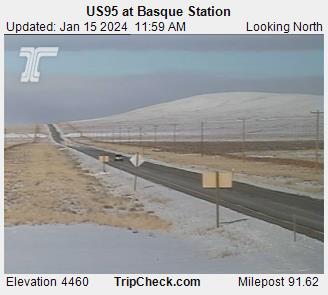 US95 at Basque Station
Updated: Jan 15 2024 11:59 AM Looking North
Elevation 4460 TripCheck.com Milepost 91.62